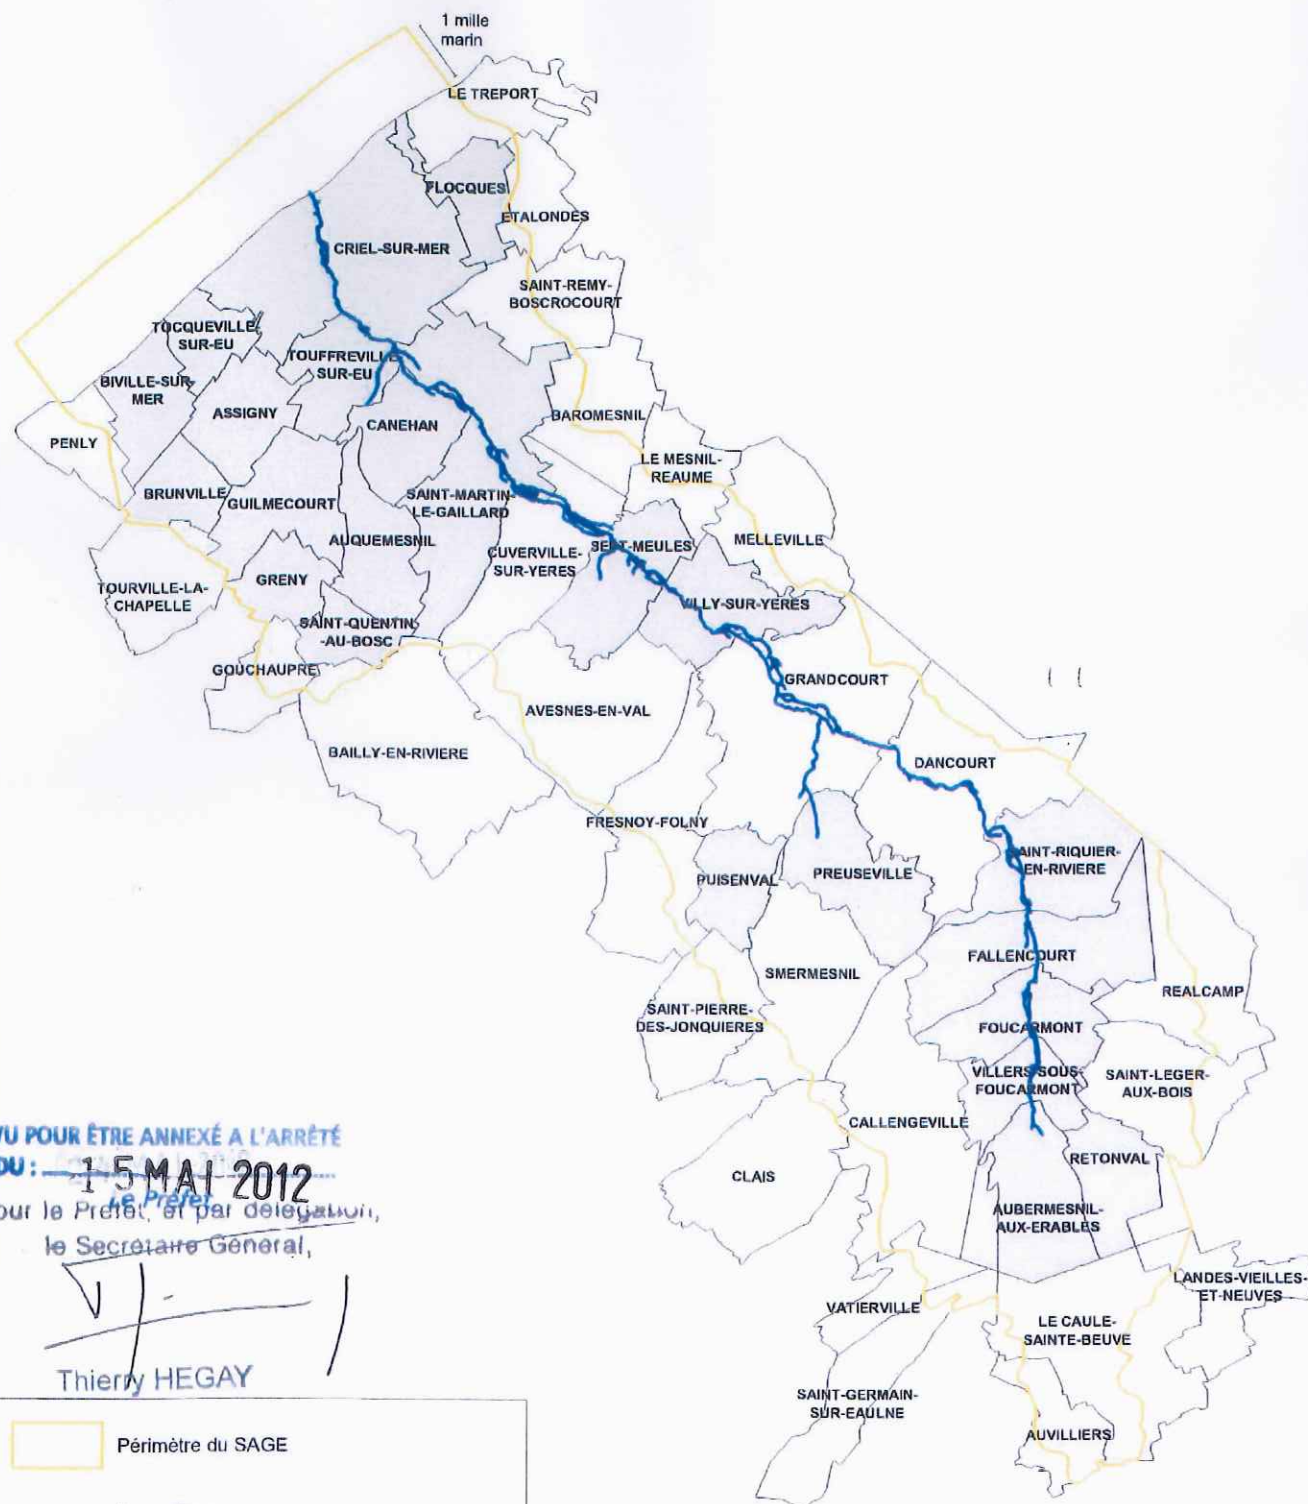 1 mille
marin
LE TREPORT
FLOCQUES
ETALONDES
CRIEL-SUR-MER
SAINT-REMY-
BOSCROCOURT
TOCQUEVILLE-
SUR-EU
TOUFFREVILLE
SUR-EU
BIVILLE-SUR-
MER
ASSIGNY
CANEHAN
BAROMESNIL
PENLY
LE MESNIL-
REAUME
BRUNVILLE
GUILMECOURT
SAINT-MARTIN-
LE-GAILLARD
AUQUEMESNIL
CUVERVILLE-
SUR-YERES
SEPT-MEULES
MELLEVILLE
TOURVILLE-LA-
CHAPELLE
GRENY
VILLY-SUR-YERES
SAINT-QUENTIN
-AU-BOSC
GOUCHAUPRE
GRANDCOURT
AVESNES-EN-VAL
BAILLY-EN-RIVIERE
DANCOURT
FRESNOY-FOLNY
SAINT-RIQUIER-
EN-RIVIERE
PUISENVAL
PREUSEVILLE
FALLENCOURT
SMERMESNIL
REALCAMP
SAINT-PIERRE-
DES-JONQUIERES
FOUCARMONT
VILLERS-SOUS-
FOUCARMONT
SAINT-LEGER-
AUX-BOIS
CALLENGEVILLE
CLAIS
RETONVAL
AUBERMESNIL-
AUX-ERABLES
LANDES-VIEILLES-
ET-NEUVES
VATIERVILLE
LE CAULE-
SAINTE-BEUVE
SAINT-GERMAIN-
SUR-EAULNE
AUVILLIERS
VU POUR ÊTRE ANNEXÉ A L'ARRÊTÉ
DU : 15 MAI 2012
Le Préfet
our le Préfet, et par délégation,
le Secrétaire Général,
Thierry HEGAY
Périmètre du SAGE